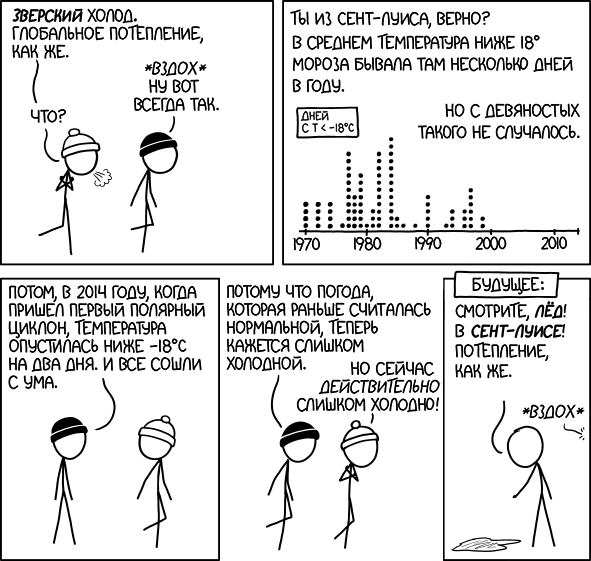 ЗВЕРСКИЙ ХОЛОД.
ГЛОБАЛЬНОЕ ПОТЕПЛЕНИЕ,
КАК ЖЕ.
ЧТО?
*ВЗДОХ*
НУ ВОТ
ВСЕГДА ТАК.
ТЫ ИЗ СЕНТ-ЛУИСА, ВЕРНО?
В СРЕДНЕМ ТЕМПЕРАТУРА НИЖЕ 18°
МОРОЗА БЫВАЛА ТАМ НЕСКОЛЬКО ДНЕЙ
В ГОДУ.
ДНЕЙ
С T < -18°C
НО С ДЕВЯНОСТЫХ
ТАКОГО НЕ СЛУЧАЛОСЬ.
1970 1980 1990 2000 2010
ПОТОМ, В 2014 ГОДУ, КОГДА
ПРИШЕЛ ПЕРВЫЙ ПОЛЯРНЫЙ
ЦИКЛОН, ТЕМПЕРАТУРА
ОПУСТИЛАСЬ НИЖЕ -18°C
НА ДВА ДНЯ. И ВСЕ СОШЛИ
С УМА.
ПОТОМУ ЧТО ПОГОДА,
КОТОРАЯ РАНЬШЕ СЧИТАЛАСЬ
НОРМАЛЬНОЙ, ТЕПЕРЬ
КАЖЕТСЯ СЛИШКОМ
ХОЛОДНОЙ.
НО СЕЙЧАС
ДЕЙСТВИТЕЛЬНО
СЛИШКОМ ХОЛОДНО!
БУДУЩЕЕ:
СМОТРИТЕ, ЛЁД!
В СЕНТ-ЛУИСЕ!
ПОТЕПЛЕНИЕ,
КАК ЖЕ.
*ВЗДОХ*